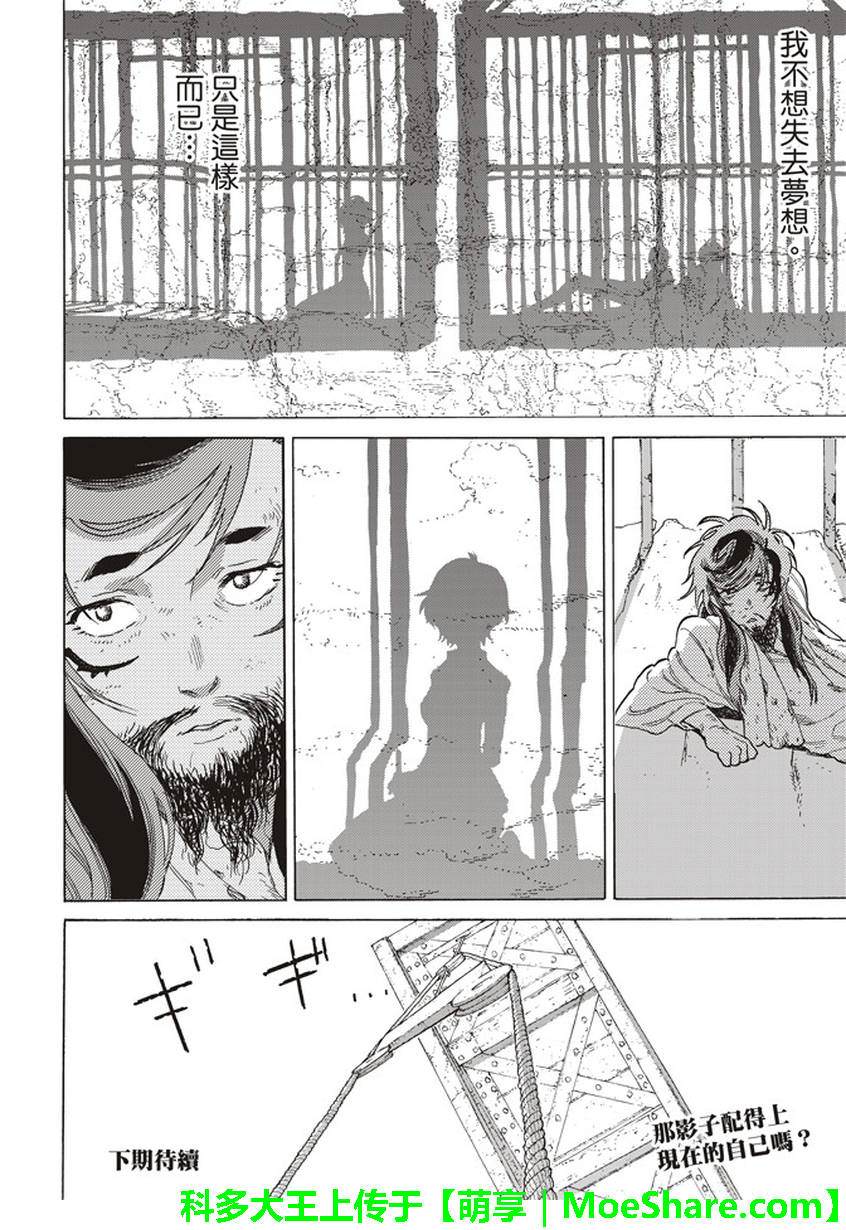 我不想失去夢想。
只是這樣
而已…
ギ
ギ
…
那影子配得上
現在的自己嗎？
下期待續
科多大王上传于【萌享｜MoeShare.com】